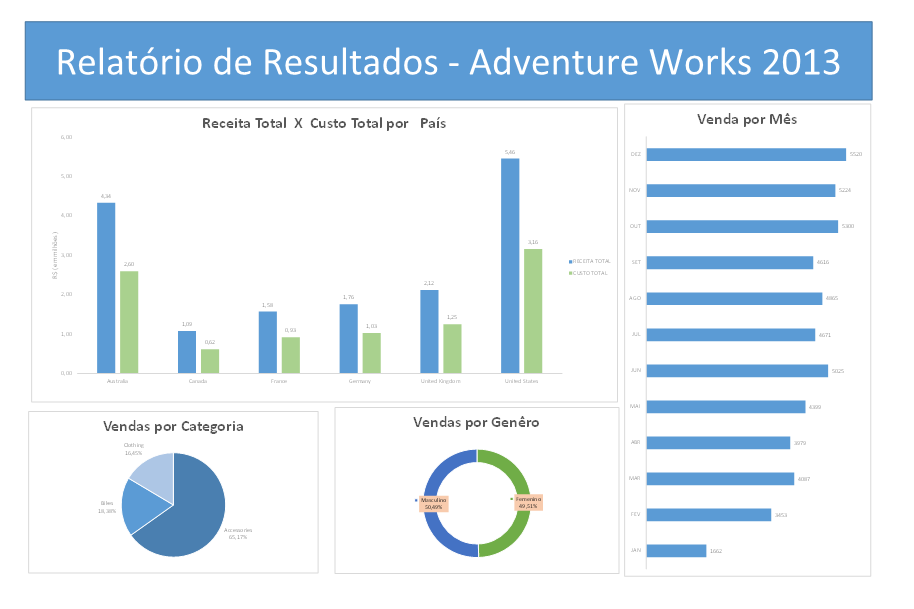 Relatório de Resultados - Adventure Works 2013
Receita Total X Custo Total por País
6,00
5,00
4,00
3,00
2,00
1,00
0,00
R$ (em milhões)
4,34
2,60
1,08
0,62
1,58
0,93
1,76
1,03
2,12
1,25
5,46
3,16
Australia
Canada
France
Germany
United Kingdom
United States
RECEITA TOTAL
CUSTO TOTAL
Venda por Mês
DEZ 5520
NOV 5224
OUT 5300
SET 4616
AGO 4865
JUL 4671
JUN 5025
MAI
ABR 3979
MAR 4087
FEV 3453
JAN 1662
Vendas por Categoria
Clothing
16,45%
Bikes
18,38%
Accessories
65,17%
Vendas por Genêro
Masculino
50,49%
Feminino
49,51%